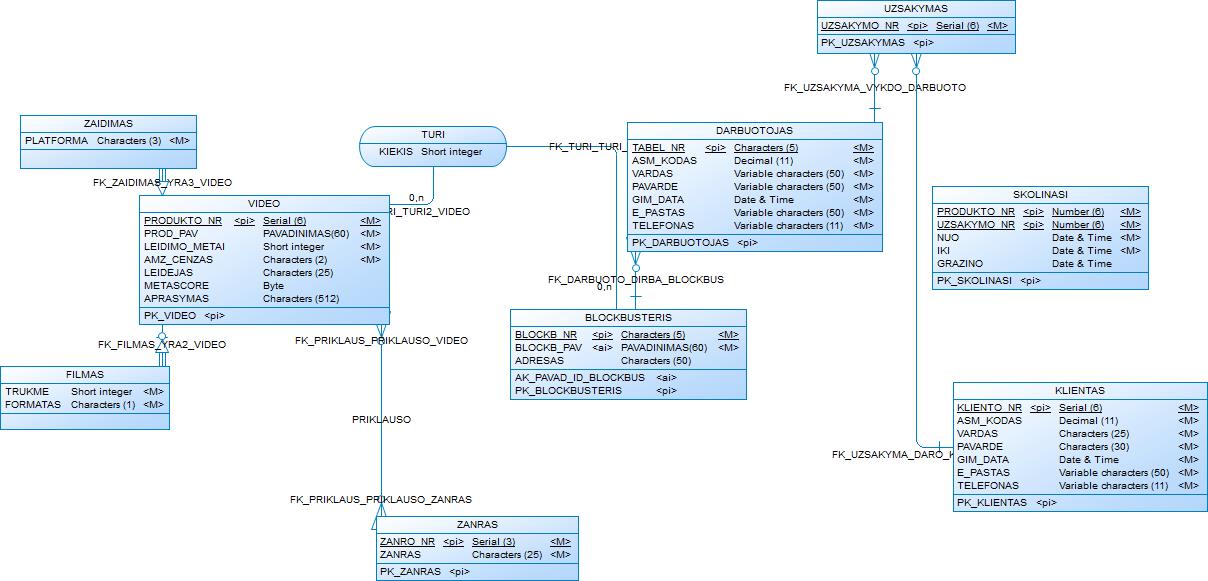 UZSAKYMAS
UZSAKYMO_NR <pi> Serial (6) <M>
PK_UZSAKYMAS <pi>
FK_UZSAKYMA_VYKDO_DARBUOTO
ZAIDIMAS
PLATFORMA Characters (3) <M>
FK_ZAIDIMAS_YRA3_VIDEO
TURI
KIEKIS Short integer
FK_TURI_TURI_
0,n
RI_TURI2_VIDEO
DARBUOTOJAS
TABEL_NR <pi> Characters (5) <M>
ASM_KODAS Decimal (11) <M>
VARDAS Variable characters (50) <M>
PAVARDE Variable characters (50) <M>
GIM_DATA Date & Time <M>
E_PASTAS Variable characters (50) <M>
TELEFONAS Variable characters (11) <M>
PK_DARBUOTOJAS <pi>
VIDEO
PRODUKTO_NR <pi> Serial (6) <M>
PROD_PAV PAVADINIMAS(60) <M>
LEIDIMO_METAI Short integer <M>
AMZ_CENZAS Characters (2) <M>
LEIDEJAS Characters (25)
METASCORE Byte
APRASYMAS Characters (512)
PK_VIDEO <pi>
SKOLINASI
PRODUKTO_NR <pi> Number (6) <M>
UZSAKYMO_NR <pi> Number (6) <M>
NUO Date & Time <M>
IKI Date & Time <M>
GRAZINO Date & Time
PK_SKOLINASI <pi>
FK_DARBUOTO_DIRBA_BLOCKBUS
0,n
BLOCKBUSTERIS
BLOCKB_NR <pi> Characters (5) <M>
BLOCKB_PAV <ai> PAVADINIMAS(60) <M>
ADRESAS Characters (50)
AK_PAVAD_ID_BLOCKBUS <ai>
PK_BLOCKBUSTERIS <pi>
FK_FILMAS_YRA2_VIDEO
FK_PRIKLAUS_PRIKLAUSO_VIDEO
FILMAS
TRUKME Short integer <M>
FORMATAS Characters (1) <M>
PRIKLAUSO
FK_PRIKLAUS_PRIKLAUSO_ZANRAS
ZANRAS
ZANRO_NR <pi> Serial (3) <M>
ZANRAS Characters (25) <M>
PK_ZANRAS <pi>
FK_UZSAKYMA_DARO_K
KLIENTAS
KLIENTO_NR <pi> Serial (6) <M>
ASM_KODAS Decimal (11) <M>
VARDAS Characters (25) <M>
PAVARDE Characters (30) <M>
GIM_DATA Date & Time <M>
E_PASTAS Variable characters (50) <M>
TELEFONAS Variable characters (11) <M>
PK_KLIENTAS <pi>